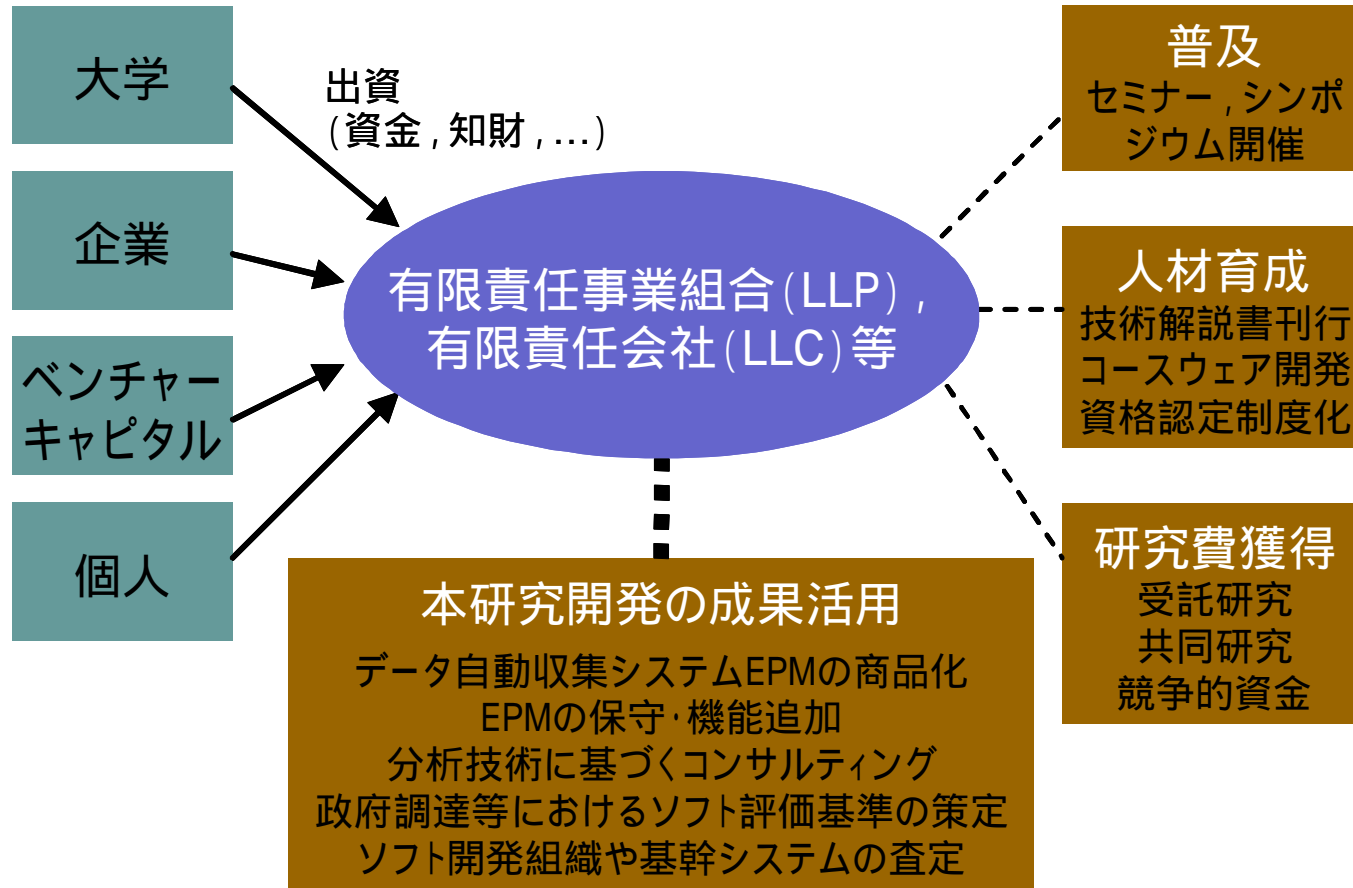 大学
企業
ベンチャー
キャピタル
個人
出資
(資金,知財,…)
有限責任事業組合(LLP),
有限責任会社(LLC)等
普及
セミナー,シンポ
ジウム開催
人材育成
技術解説書刊行
コースウェア開発
資格認定制度化
研究費獲得
受託研究
共同研究
競争的資金
本研究開発の成果活用
データ自動収集システムEPMの商品化
EPMの保守・機能追加
分析技術に基づくコンサルティング
政府調達等におけるソフト評価基準の策定
ソフト開発組織や基幹システムの査定